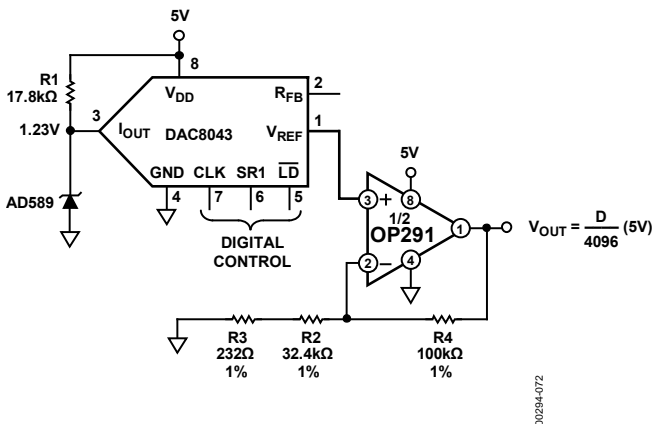 5V
8
R1
17.8kΩ
VDD
RFB
2
3
1.23V
IOUT
DAC8043
VREF
1
GND
CLK
SR1
LD
4
7
6
5
AD589
DIGITAL
CONTROL
5V
3
+
8
1/2
OP291
1
2
–
4
VOUT = D/4096 (5V)
R3
232Ω
1%
R2
32.4kΩ
1%
R4
100kΩ
1%
00294-072